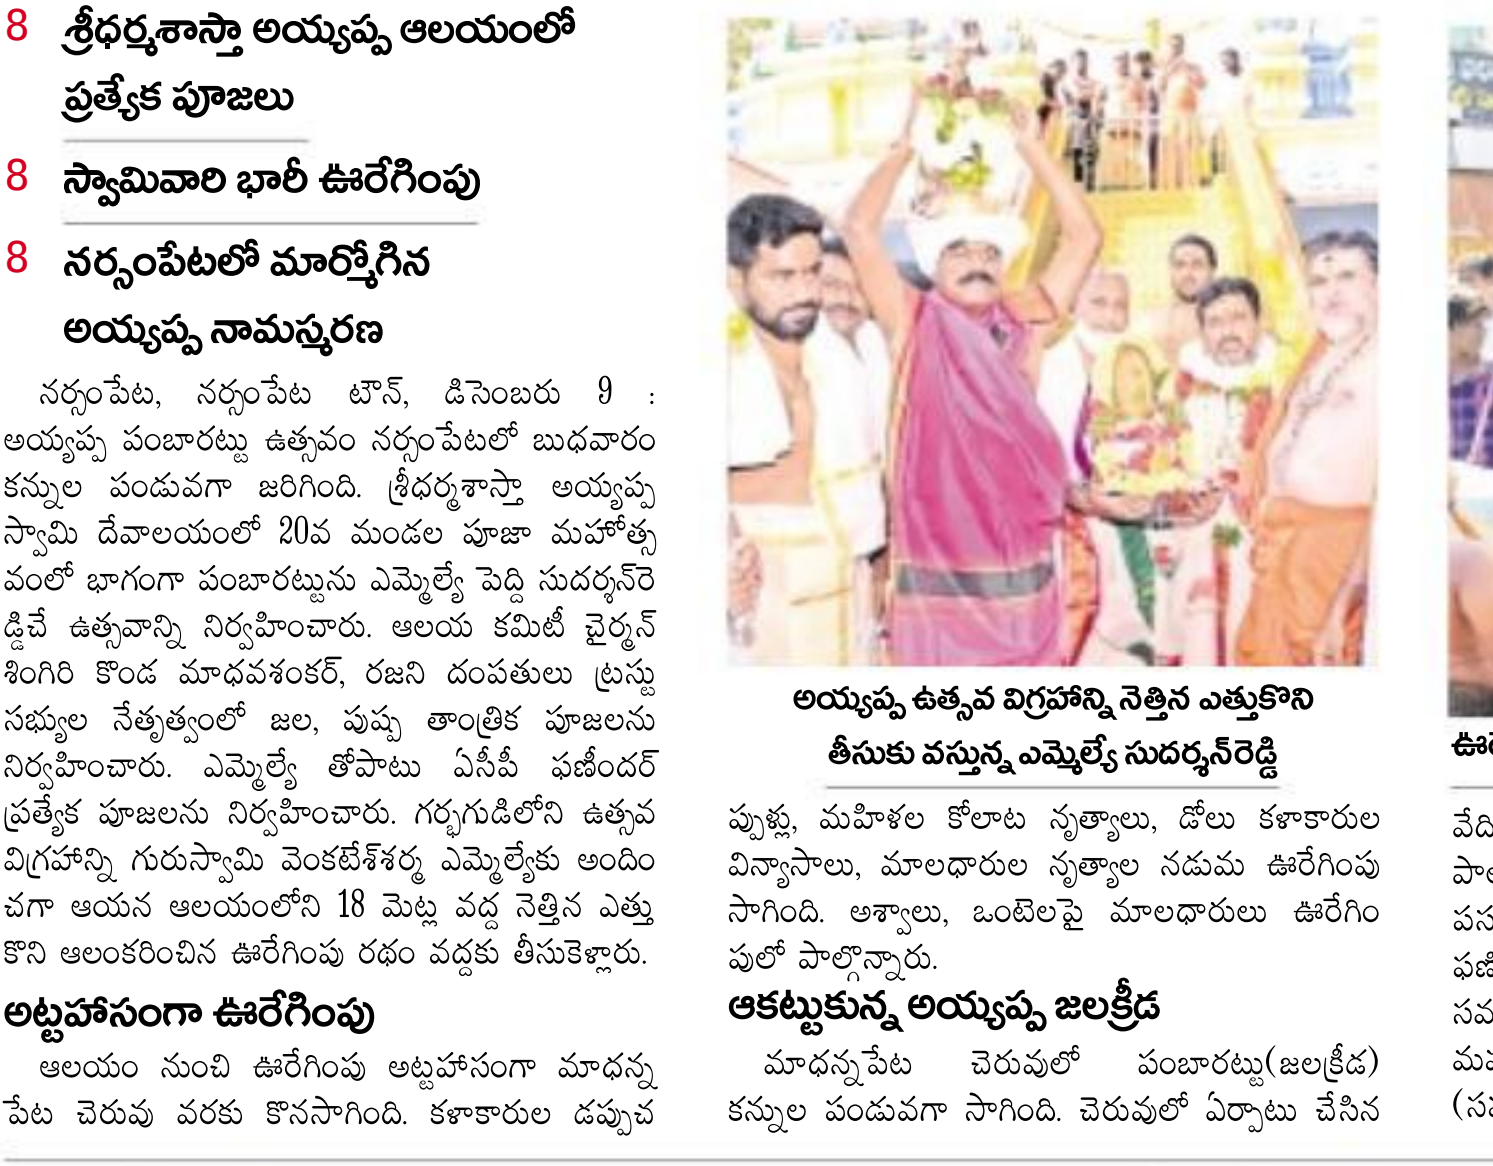 8 శ్రీధర్మశాస్తా అయ్యప్ప ఆలయంలో
ప్రత్యేక పూజలు
8 స్వామివారి భారీ ఊరేగింపు
8 నర్సంపేటలో మార్మోగిన
అయ్యప్ప నామస్మరణ
నర్సంపేట, నర్సంపేట టౌన్, డిసెంబరు 9 :
అయ్యప్ప పంబారట్టు ఉత్సవం నర్సంపేటలో బుధవారం
కన్నుల పండువగా జరిగింది. శ్రీధర్మశాస్తా అయ్యప్ప
స్వామి దేవాలయంలో 20వ మండల పూజా మహోత్స
వంలో భాగంగా పంబారట్టును ఎమ్మెల్యే పెద్ది సుదర్శన్‌రె
డ్డిచే ఉత్సవాన్ని నిర్వహించారు. ఆలయ కమిటీ చైర్మన్
శింగిరి కొండ మాధవశంకర్, రజని దంపతులు ట్రస్టు
సభ్యుల నేతృత్వంలో జల, పుష్ప తాంత్రిక పూజలను
నిర్వహించారు. ఎమ్మెల్యే తోపాటు ఏసీపీ ఫణీందర్
ప్రత్యేక పూజలను నిర్వహించారు. గర్భగుడిలోని ఉత్సవ
విగ్రహాన్ని గురుస్వామి వెంకటేశ్‌శర్మ ఎమ్మెల్యేకు అందిం
చగా ఆయన ఆలయంలోని 18 మెట్ల వద్ద నెత్తిన ఎత్తు
కొని ఆలంకరించిన ఊరేగింపు రథం వద్దకు తీసుకెళ్లారు.
అట్టహాసంగా ఊరేగింపు
ఆలయం నుంచి ఊరేగింపు అట్టహాసంగా మాధన్న
పేట చెరువు వరకు కొనసాగింది. కళాకారుల డప్పుచ
అయ్యప్ప ఉత్సవ విగ్రహాన్ని నెత్తిన ఎత్తుకొని
తీసుకు వస్తున్న ఎమ్మెల్యే సుదర్శన్‌రెడ్డి
ప్పుళ్లు, మహిళల కోలాట నృత్యాలు, డోలు కళాకారుల
విన్యాసాలు, మాలధారుల నృత్యాల నడుమ ఊరేగింపు
సాగింది. అశ్వాలు, ఒంటెలపై మాలధారులు ఊరేగిం
పులో పాల్గొన్నారు.
ఆకట్టుకున్న అయ్యప్ప జలక్రీడ
మాధన్నపేట చెరువులో పంబారట్టు(జలక్రీడ)
కన్నుల పండువగా సాగింది. చెరువులో ఏర్పాటు చేసిన